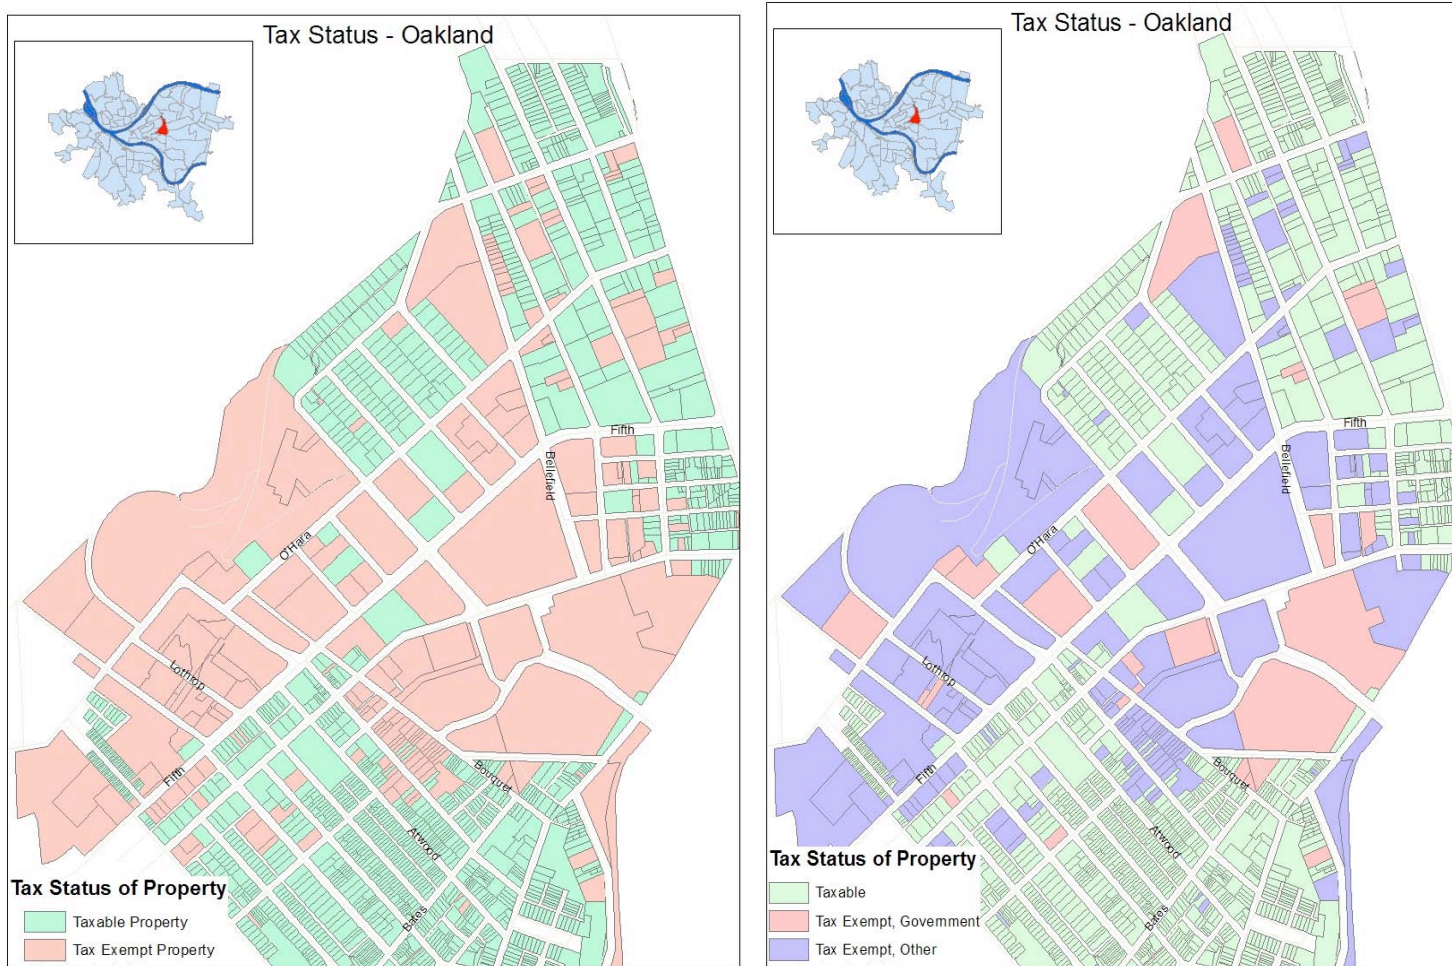 Tax Status - Oakland
Fifth
Bellefield
O'Hara
Lothrop
Fifth
Bouquet
Atwood
Bates
Tax Status of Property
Taxable Property
Tax Exempt Property
Tax Status - Oakland
Fifth
Bellefield
O'Hara
Lothrop
Fifth
Bouquet
Atwood
Bates
Tax Status of Property
Taxable
Tax Exempt, Government
Tax Exempt, Other